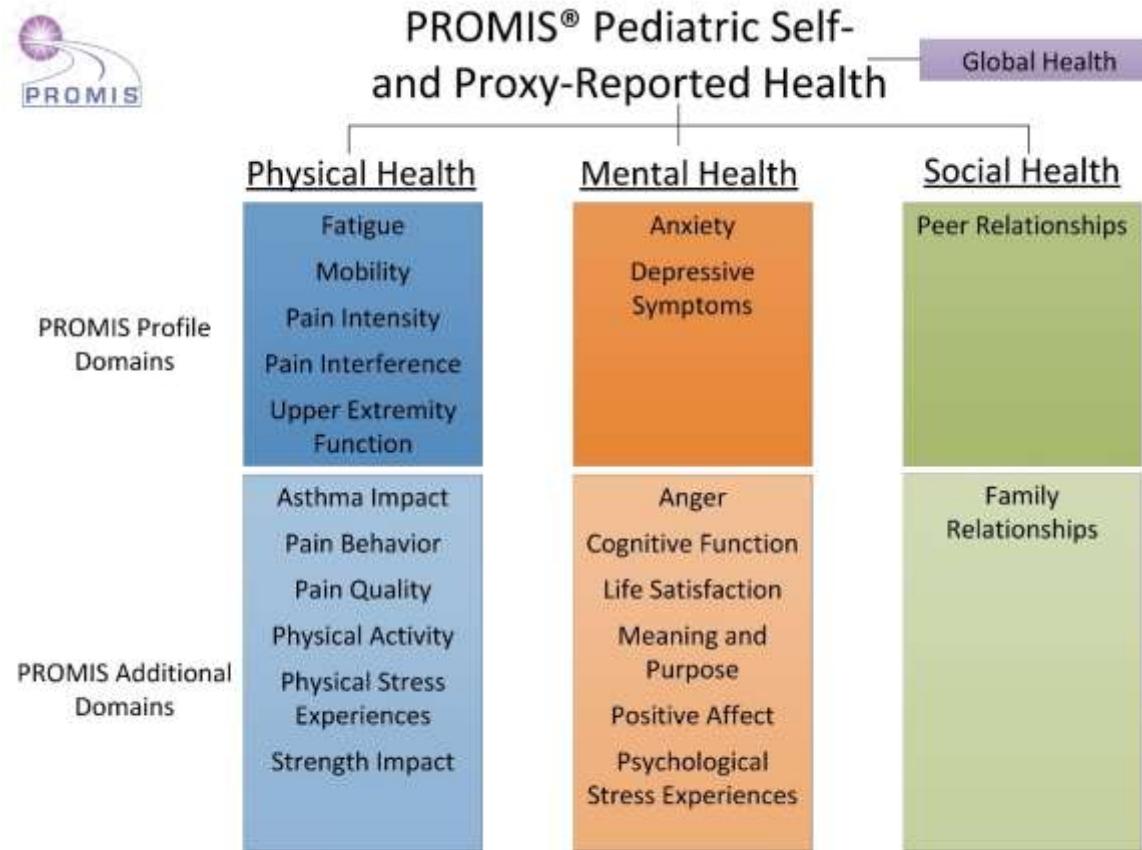 PROMIS
PROMIS® Pediatric Self-
and Proxy-Reported Health
Global Health
Physical Health
Mental Health
Social Health
PROMIS Profile
Domains
Fatigue
Mobility
Pain Intensity
Pain Interference
Upper Extremity
Function
Anxiety
Depressive
Symptoms
Peer Relationships
PROMIS Additional
Domains
Asthma Impact
Pain Behavior
Pain Quality
Physical Activity
Physical Stress
Experiences
Strength Impact
Anger
Cognitive Function
Life Satisfaction
Meaning and
Purpose
Positive Affect
Psychological
Stress Experiences
Family
Relationships